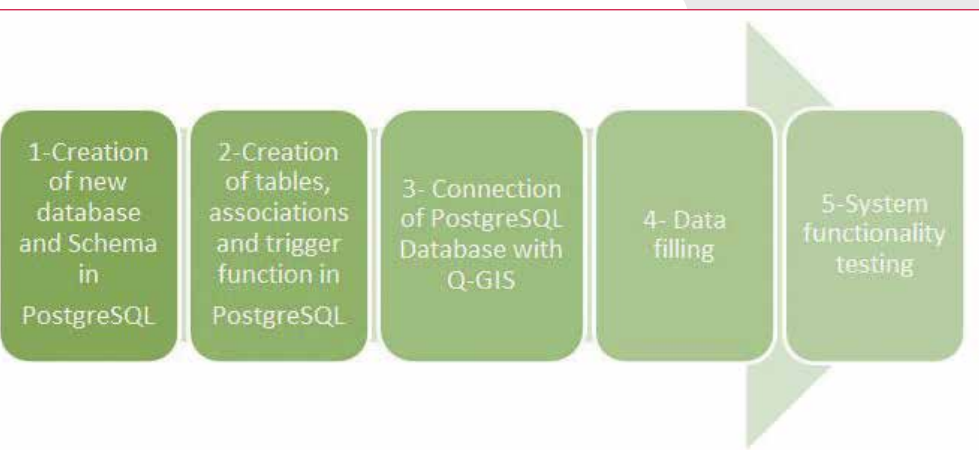 1-Creation
of new
database
and Schema
in
PostgreSQL
2-Creation
of tables,
associations
and trigger
function in
PostgreSQL
3- Connection
of PostgreSQL
Database with
Q-GIS
4- Data
filling
5-System
functionality
testing